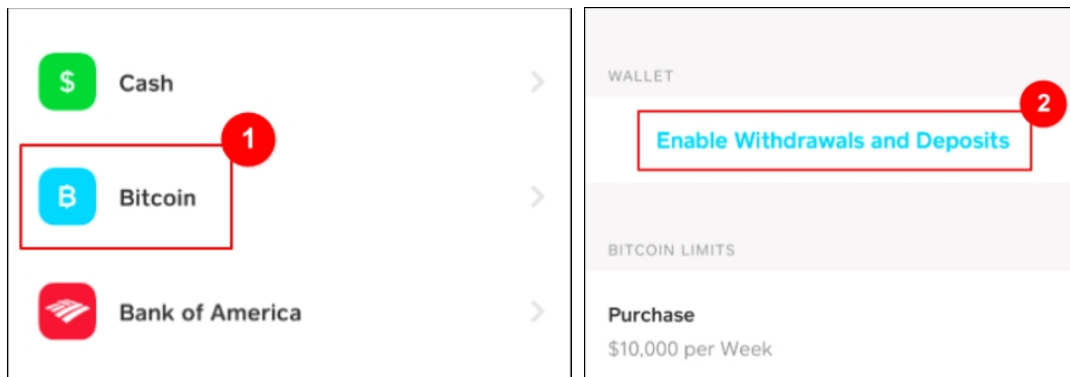 $
Cash
1
₿
Bitcoin
Bank of America
WALLET
2
Enable Withdrawals and Deposits
BITCOIN LIMITS
Purchase
$10,000 per Week